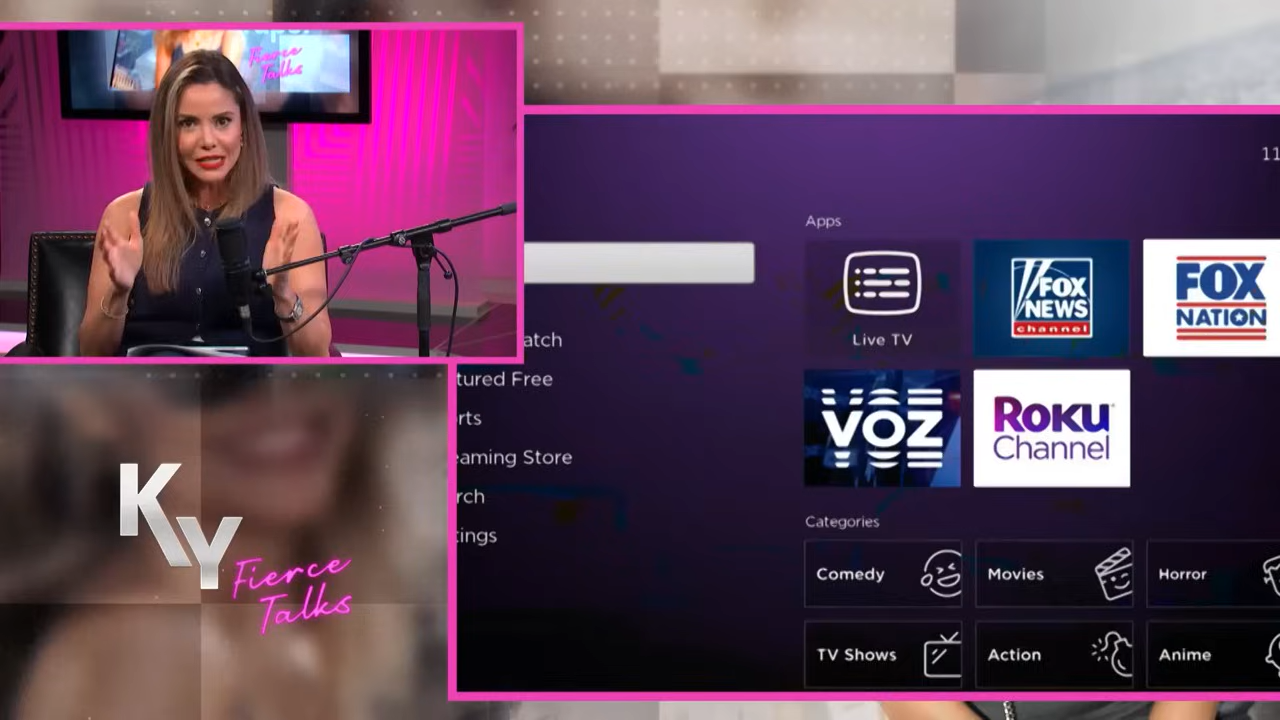 Fierce
Talks
11
Apps
Live TV
FOX
NEWS
channel
FOX
NATION
atch
tured Free
rts
eaming Store
rch
tings
VOZ
Roku
Channel
Categories
Comedy
Movies
Horror
TV Shows
Action
Anime
KY
Fierce
Talks